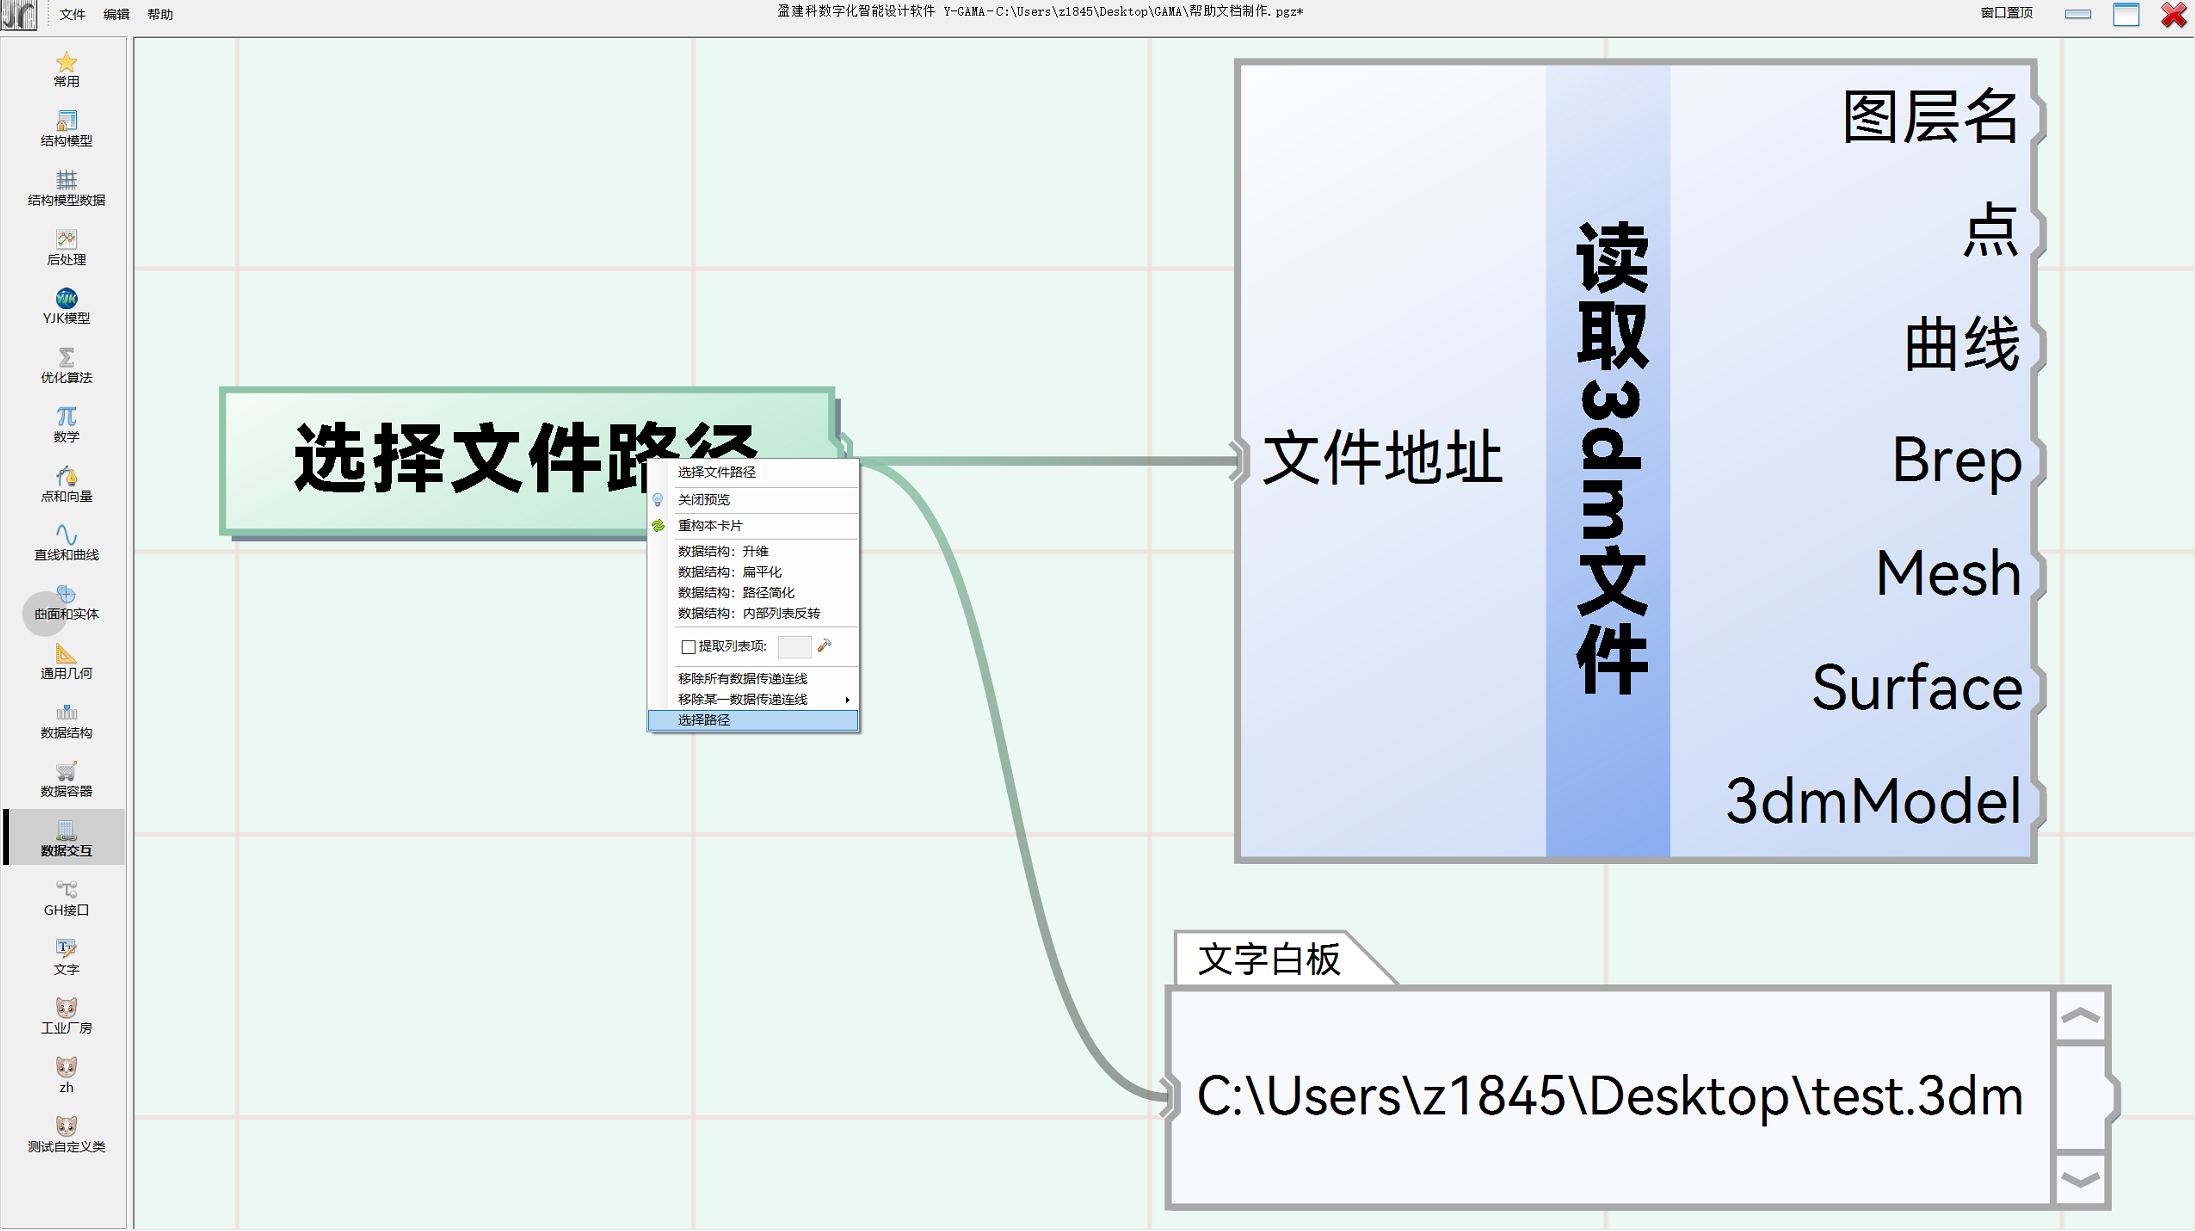 文件 编辑 帮助
盈建科数字化智能设计软件 Y-GAMA-C:\Users\z1845\Desktop\GAMA\帮助文档制作.pgz*
窗口置顶
常用
结构模型
结构模型数据
后处理
YJK模型
优化算法
数学
点和向量
直线和曲线
曲面和实体
通用几何
数据结构
数据容器
数据交互
GH接口
文字
工业厂房
zh
测试自定义类
选择文件路径
选择文件路径
关闭预览
重构本卡片
数据结构：升维
数据结构：扁平化
数据结构：路径简化
数据结构：内部列表反转
提取列表项:
移除所有数据传递连线
移除某一数据传递连线
选择路径
文件地址
读取3dm文件
图层名
点
曲线
Brep
Mesh
Surface
3dmModel
文字白板
C:\Users\z1845\Desktop\test.3dm